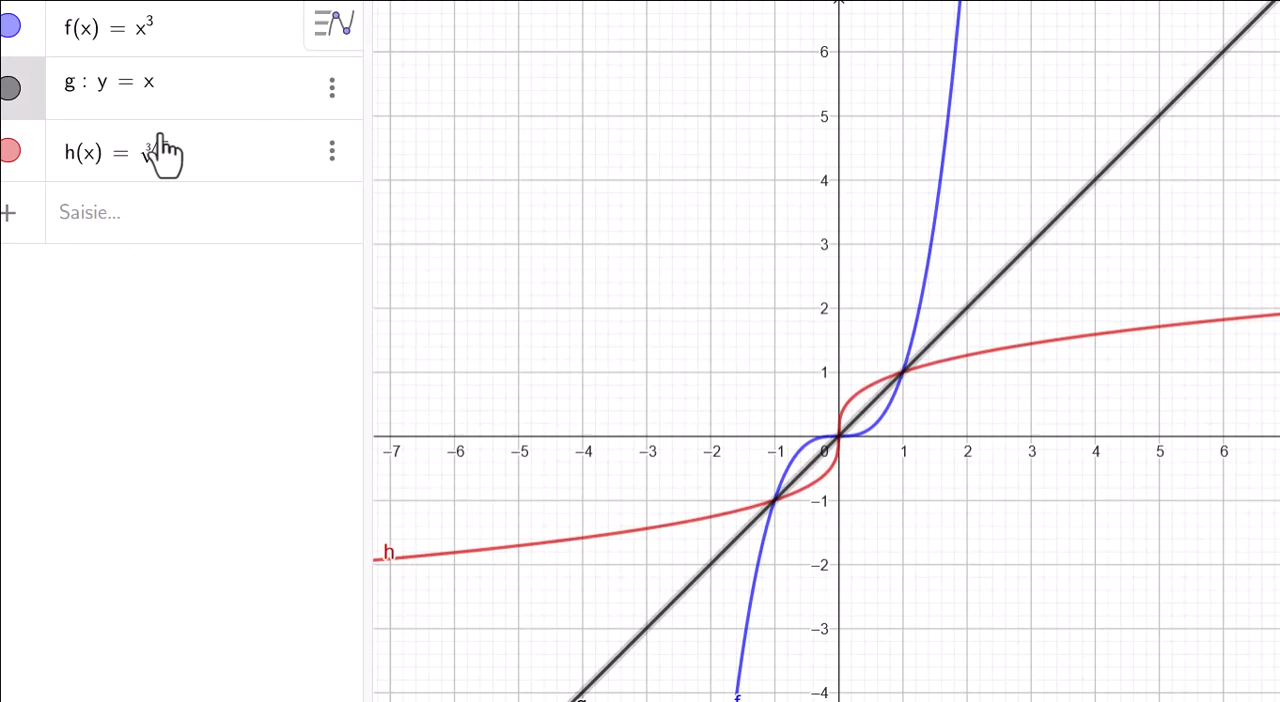 f(x) = x³
g : y = x
h(x) = ³
Saisie...
6
5
4
3
2
1
−7 −6 −5 −4 −3 −2 −1 0 1 2 3 4 5 6
−1
h
−2
−3
−4
f